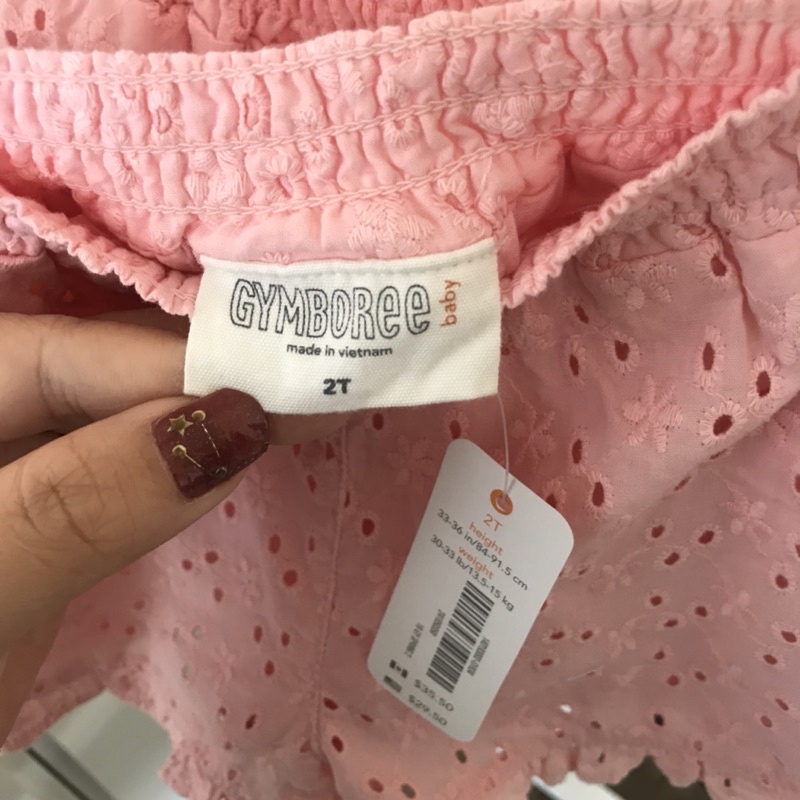 GYMBOREE
baby
made in vietnam
2T
2T
height
33-36 in/84-91.5 cm
weight
30-33 lb/13.5-15 kg
$35.50
$29.50